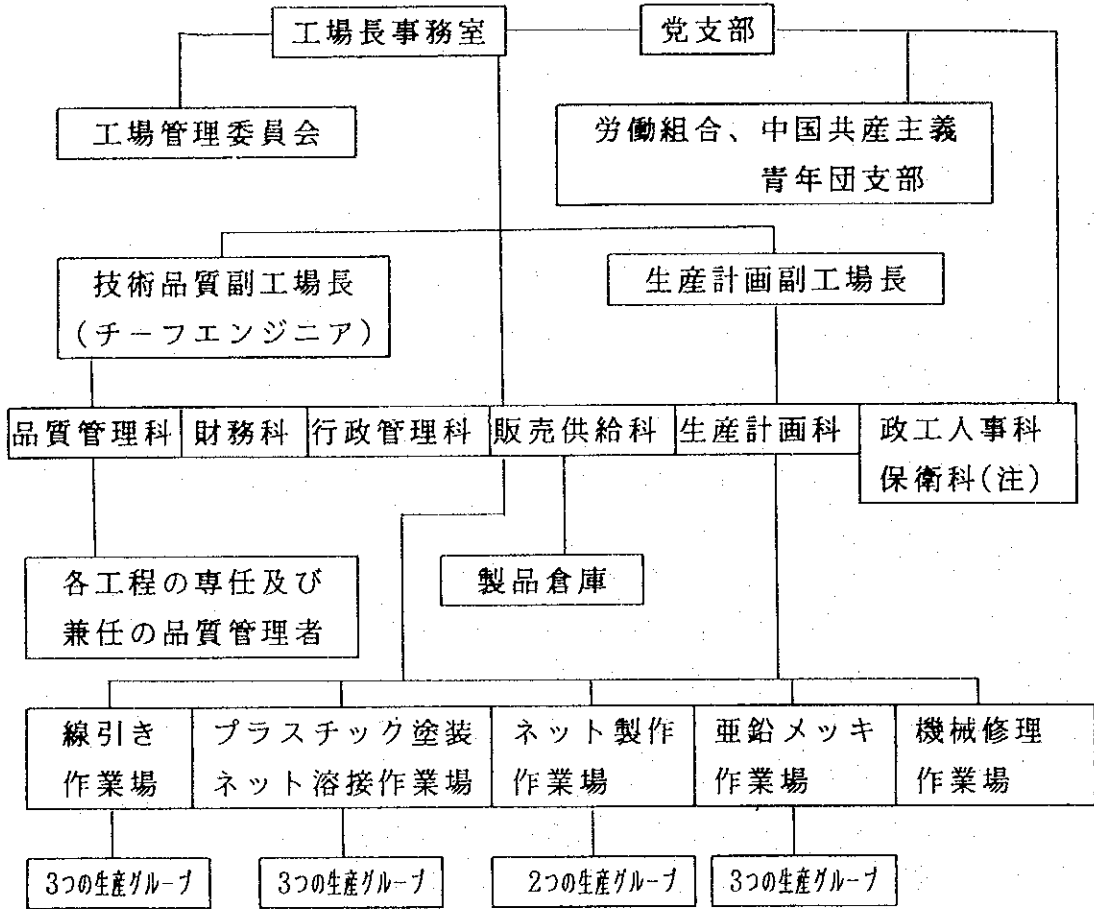 工場長事務室
党支部
工場管理委員会
労働組合、中国共産主義
青年団支部
技術品質副工場長
(チーフエンジニア)
生産計画副工場長
品質管理科
財務科
行政管理科
販売供給科
生産計画科
政工人事科
保衛科(注)
各工程の専任及び
兼任の品質管理者
製品倉庫
線引き
作業場
プラスチック塗装
ネット溶接作業場
ネット製作
作業場
亜鉛メッキ
作業場
機械修理
作業場
3つの生産グループ
3つの生産グループ
2つの生産グループ
3つの生産グループ